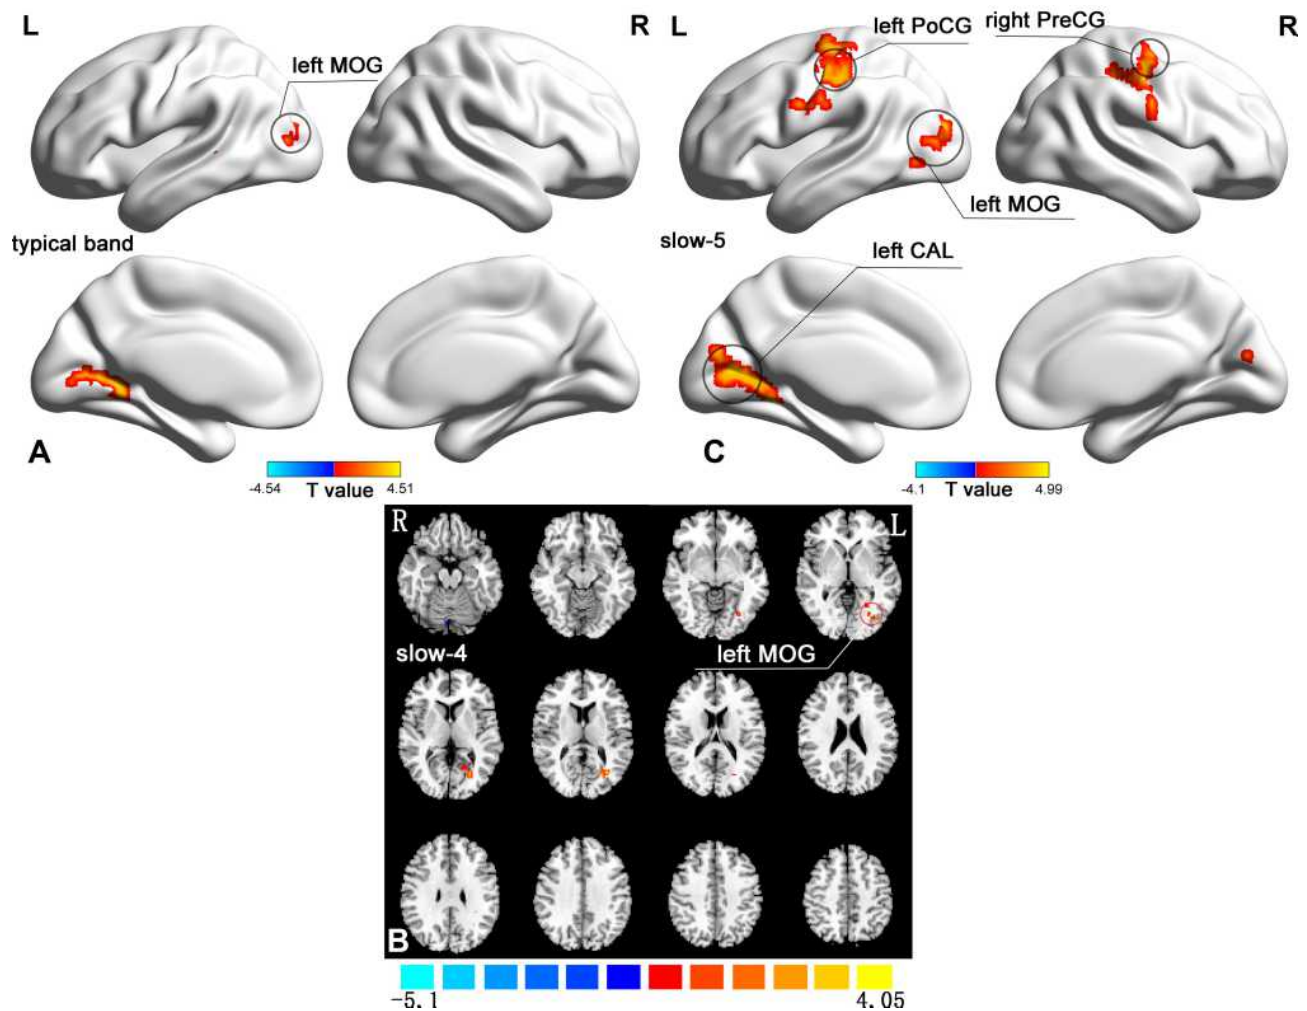 L
R
left MOG
typical band
A
-4.54
T value
4.51
L
left PoCG
right PreCG
R
left MOG
slow-5
left CAL
C
-4.1
T value
4.99
R
L
slow-4
left MOG
B
-5.1
4.05